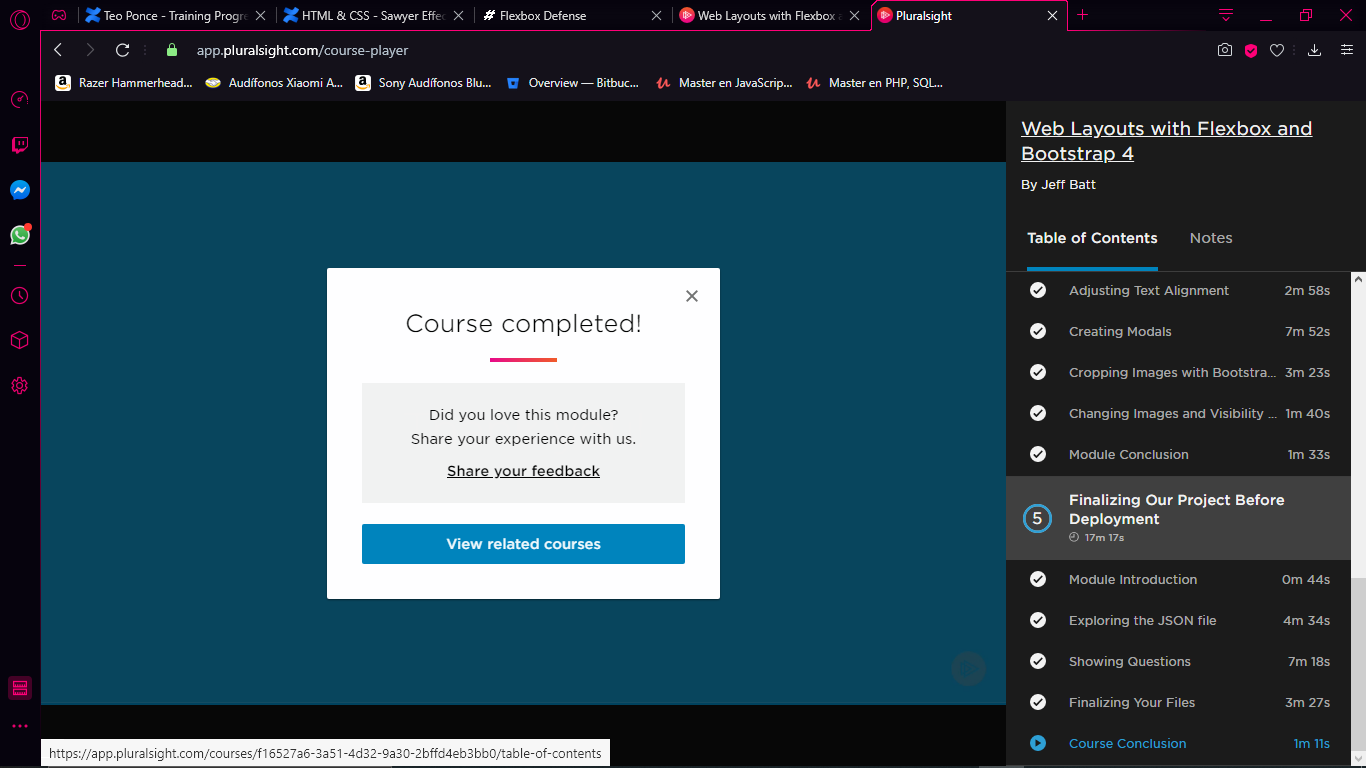 Teo Ponce - Training Progre
HTML & CSS - Sawyer Effec
Flexbox Defense
Web Layouts with Flexbox a
Pluralsight
app.pluralsight.com/course-player
Razer Hammerhead...
Audífonos Xiaomi A...
Sony Audífonos Blu...
Overview — Bitbuc...
Master en JavaScrip...
Master en PHP, SQL...
Course completed!
Did you love this module?
Share your experience with us.
Share your feedback
View related courses
Web Layouts with Flexbox and
Bootstrap 4
By Jeff Batt
Table of Contents Notes
Adjusting Text Alignment 2m 58s
Creating Modals 7m 52s
Cropping Images with Bootstra... 3m 23s
Changing Images and Visibility ... 1m 40s
Module Conclusion 1m 33s
5 Finalizing Our Project Before
Deployment
17m 17s
Module Introduction 0m 44s
Exploring the JSON file 4m 34s
Showing Questions 7m 18s
Finalizing Your Files 3m 27s
Course Conclusion 1m 11s
https://app.pluralsight.com/courses/f16527a6-3a51-4d32-9a30-2bffd4eb3bb0/table-of-contents